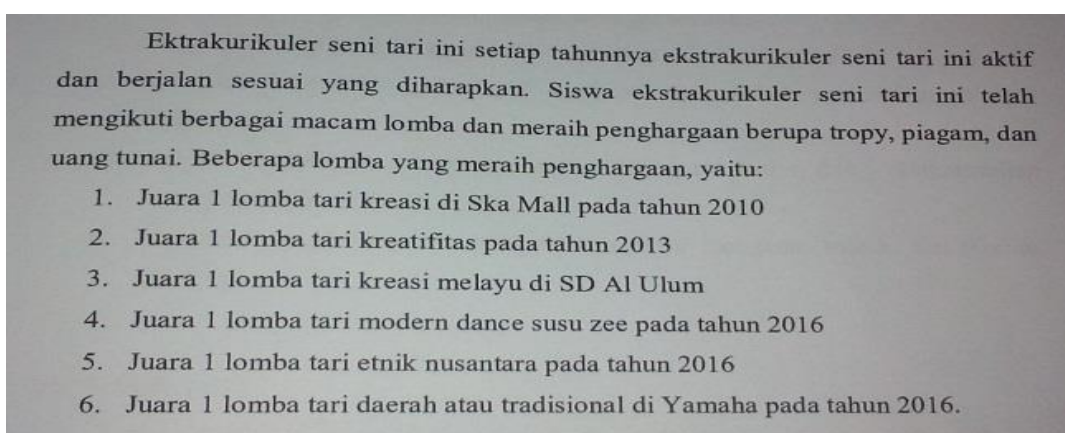 Ektrakurikuler seni tari ini setiap tahunnya ekstrakurikuler seni tari ini aktif
dan berjalan sesuai yang diharapkan. Siswa ekstrakurikuler seni tari ini telah
mengikuti berbagai macam lomba dan meraih penghargaan berupa tropy, piagam, dan
uang tunai. Beberapa lomba yang meraih penghargaan, yaitu:
1. Juara 1 lomba tari kreasi di Ska Mall pada tahun 2010
2. Juara 1 lomba tari kreatifitas pada tahun 2013
3. Juara 1 lomba tari kreasi melayu di SD Al Ulum
4. Juara 1 lomba tari modern dance susu zee pada tahun 2016
5. Juara 1 lomba tari etnik nusantara pada tahun 2016
6. Juara 1 lomba tari daerah atau tradisional di Yamaha pada tahun 2016.